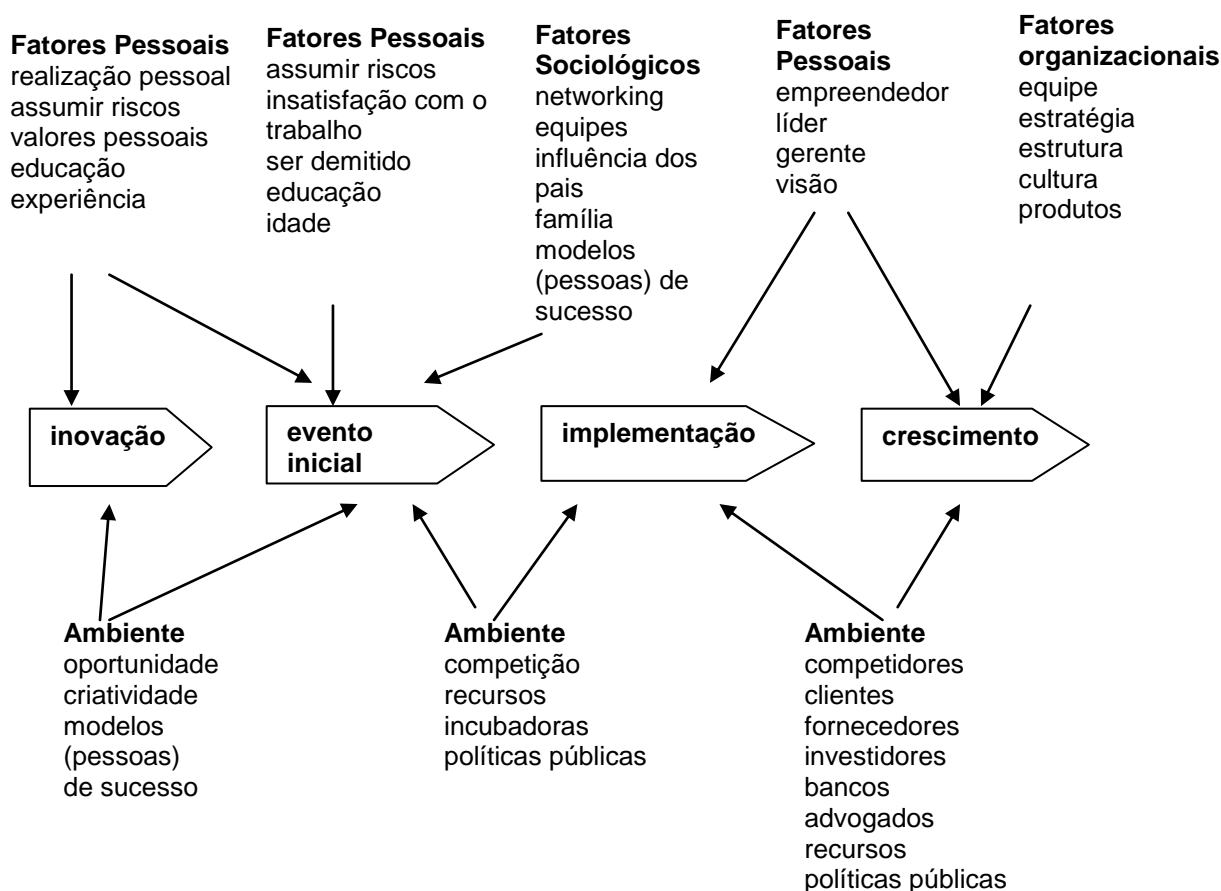 Fatores Pessoais
realização pessoal
assumir riscos
valores pessoais
educação
experiência
Fatores Pessoais
assumir riscos
insatisfação com o
trabalho
ser demitido
educação
idade
Fatores
Sociológicos
networking
equipes
influência dos
pais
família
modelos
(pessoas) de
sucesso
Fatores
Pessoais
empreendedor
líder
gerente
visão
Fatores
organizacionais
equipe
estratégia
estrutura
cultura
produtos
inovação
evento
inicial
implementação
crescimento
Ambiente
oportunidade
criatividade
modelos
(pessoas)
de sucesso
Ambiente
competição
recursos
incubadoras
políticas públicas
Ambiente
competidores
clientes
fornecedores
investidores
bancos
advogados
recursos
políticas públicas